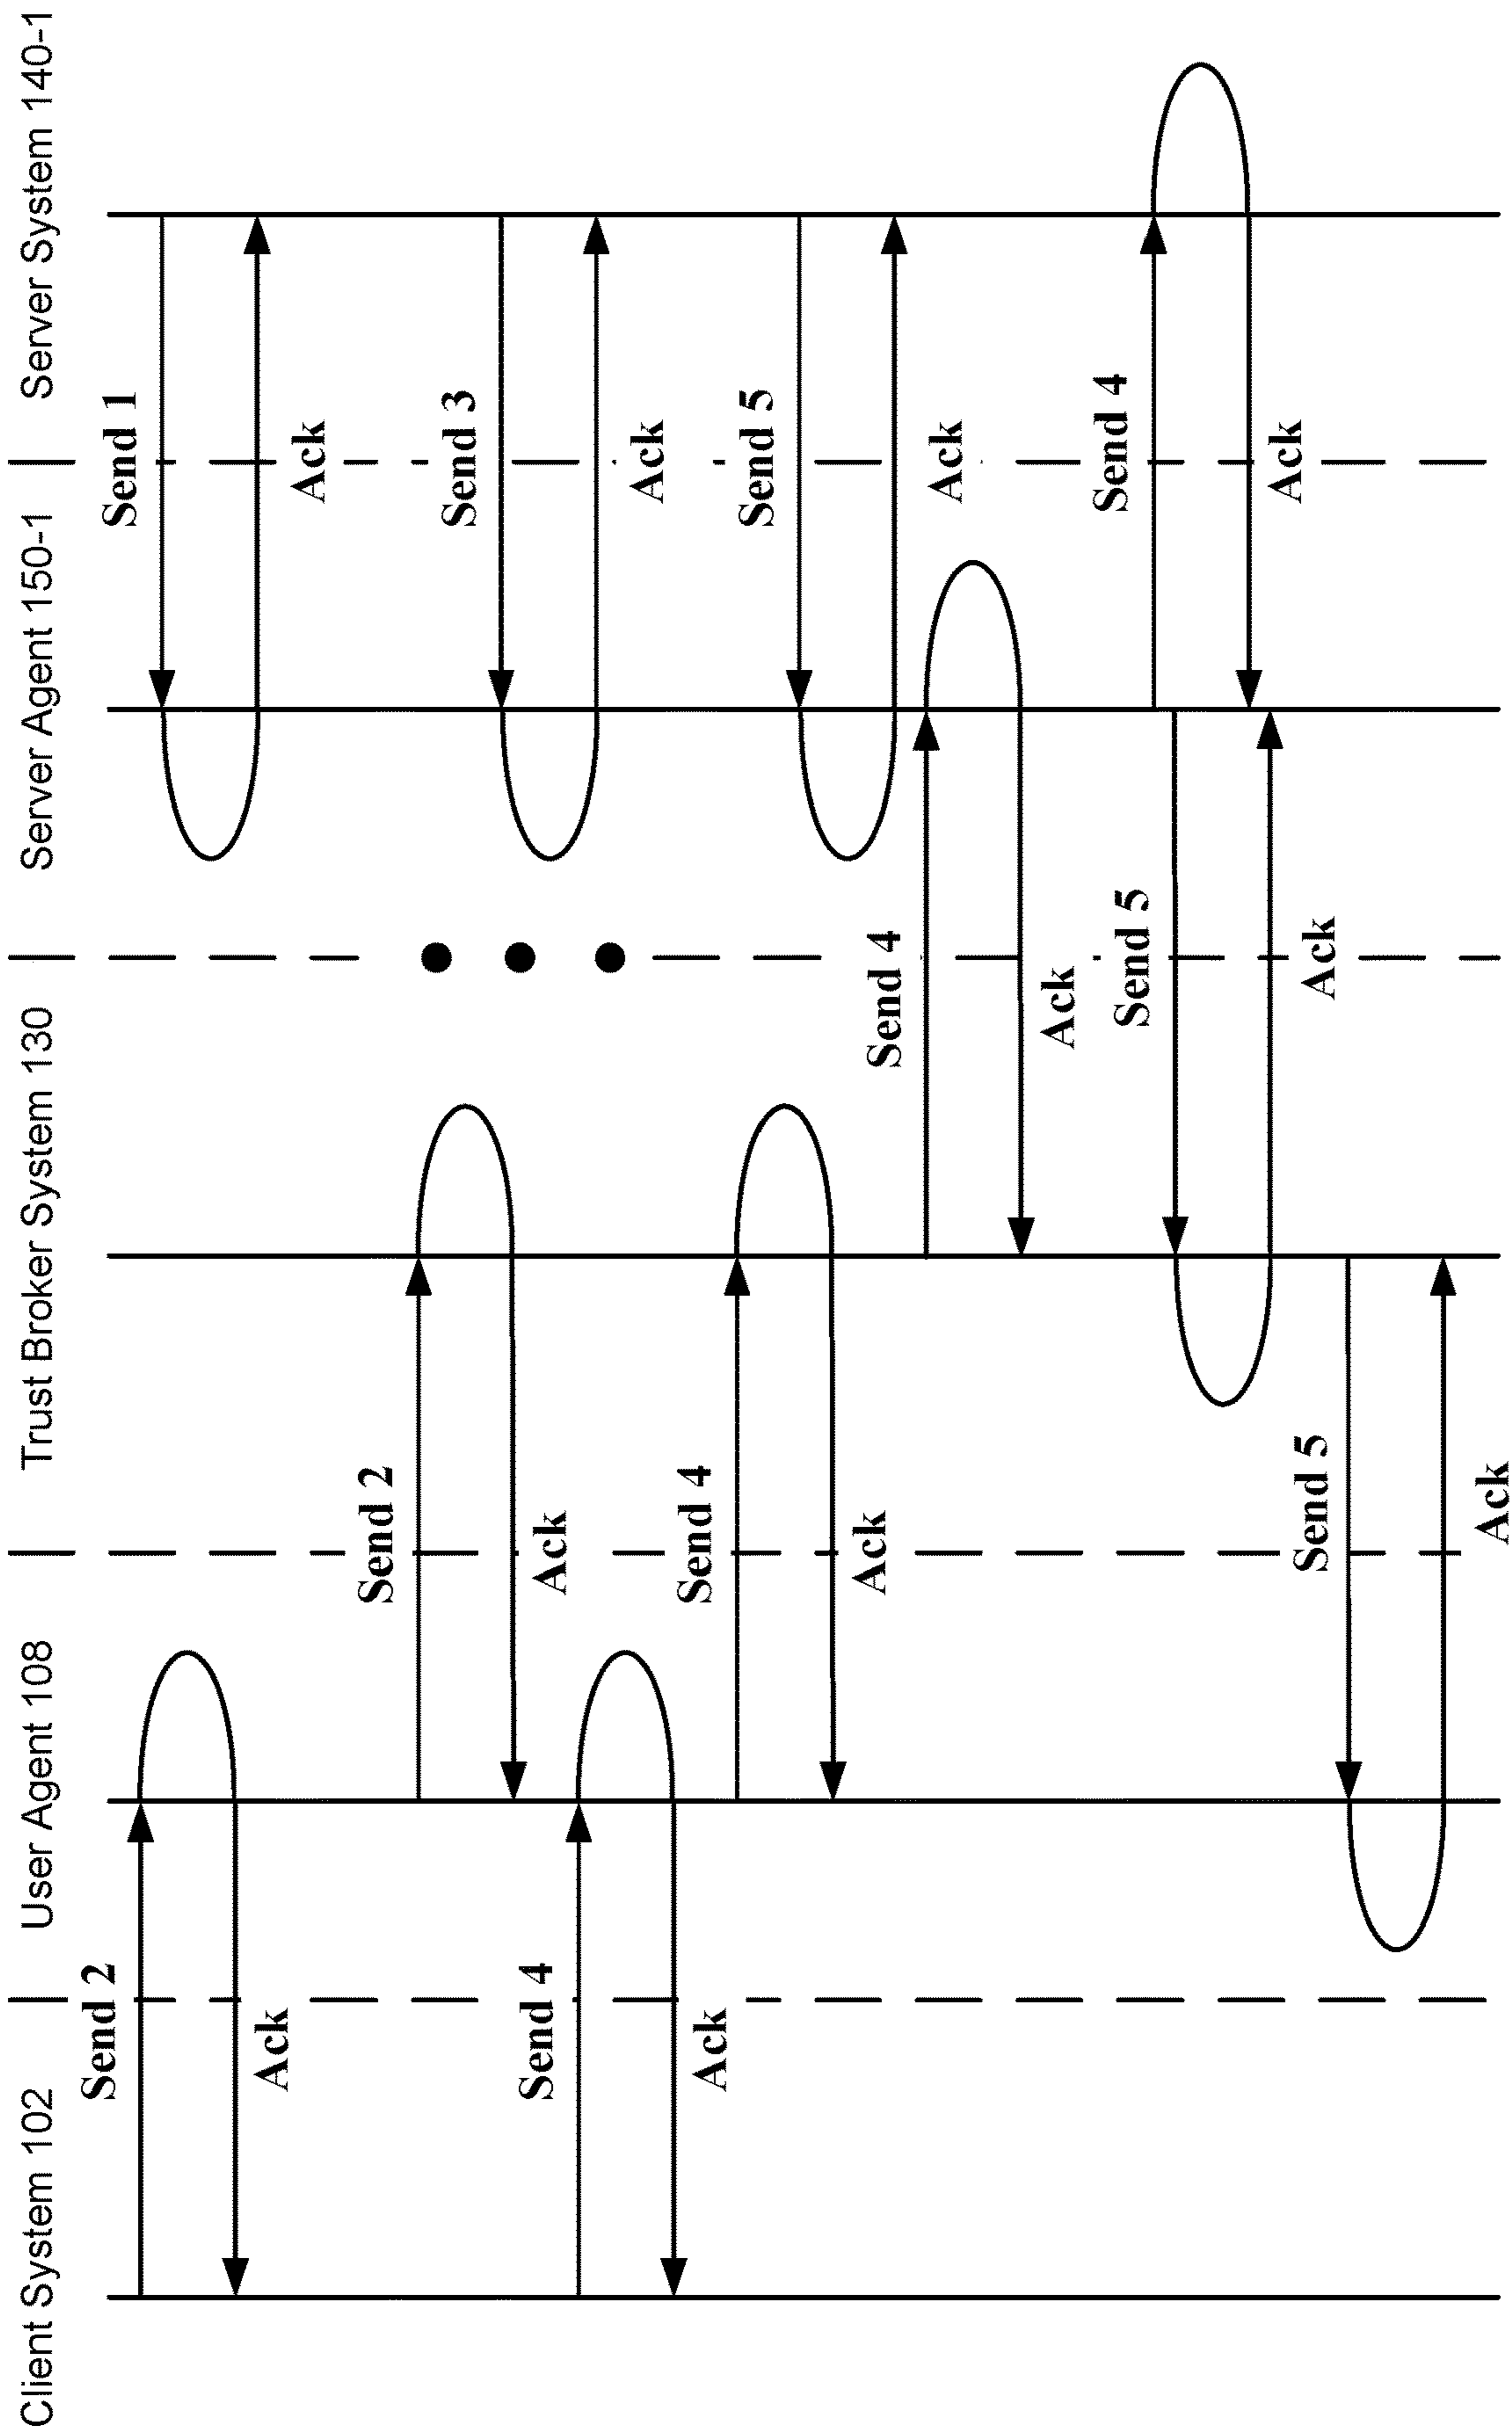 Client System 102
User Agent 108
Trust Broker System 130
Server Agent 150-1
Server System 140-1
Send 2
Send 1
Ack
Ack
Send 2
Send 3
Send 4
Ack
Ack
Send 4
Ack
Send 5
Ack
Send 4
Ack
Ack
Send 4
Send 5
Ack
Send 5
Ack
Ack